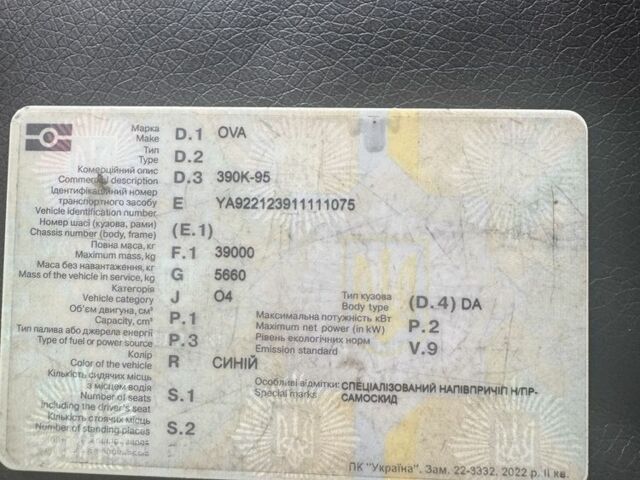 Марка
Make D.1 OVA
Тип
Type D.2
Комерційний опис
Commercial description D.3 390K-95
Ідентифікаційний номер
транспортного засобу
Vehicle identification number E YA922123911111075
Номер шасі (кузова, рами)
Chassis number (body, frame) (E.1)
Повна маса, кг
Maximum mass, kg F.1 39000
Маса без навантаження, кг
Mass of the vehicle in service, kg G 5660
Категорія
Vehicle category J O4
Тип кузова
Body type (D.4) DA
Об'єм двигуна, см³
Capacity, cm³ P.1
Максимальна потужність кВт
Maximum net power (in kW) P.2
Тип палива або джерела енергії
Type of fuel or power source P.3
Рівень екологічних норм
Emission standard V.9
Колір
Color of the vehicle R СИНІЙ
Кількість сидячих місць
з місцем водія
Number of seats
including the driver's seat S.1
Особливі відмітки:
Special marks СПЕЦІАЛІЗОВАНИЙ НАПІВПРИЧІП Н/ПР-
САМОСКИД
Кількість стоячих місць
Number of standing places S.2
ПК "Україна". Зам. 22-3332. 2022 р. II кв.